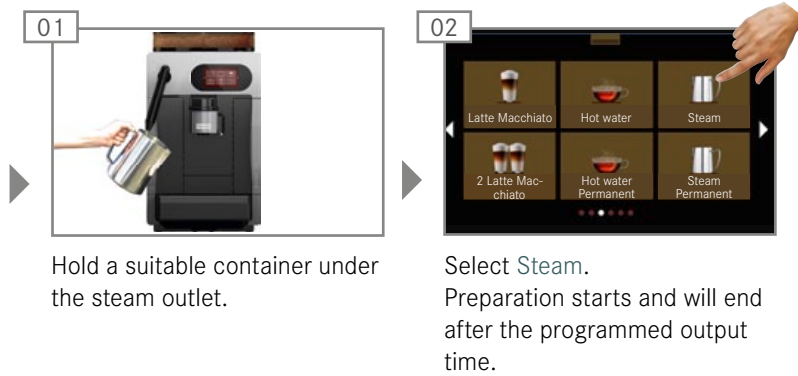 01
Hold a suitable container under
the steam outlet.
02
Latte Macchiato
Hot water
Steam
2 Latte Mac-
chiato
Hot water
Permanent
Steam
Permanent
Select Steam.
Preparation starts and will end
after the programmed output
time.